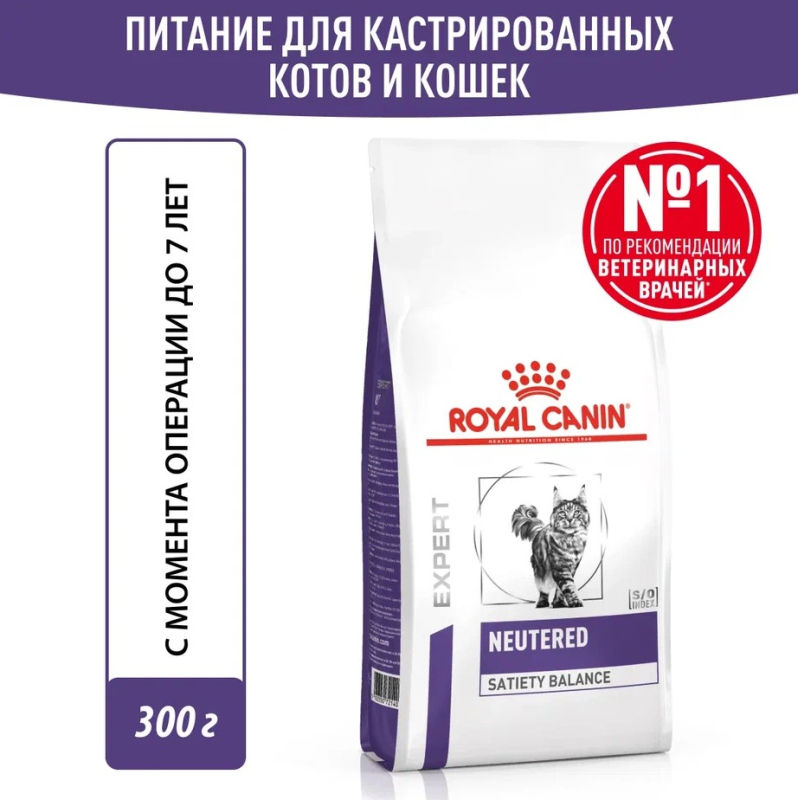 ПИТАНИЕ ДЛЯ КАСТРИРОВАННЫХ
КОТОВ И КОШЕК
С МОМЕНТА ОПЕРАЦИИ ДО 7 ЛЕТ
300 г
№1
ПО РЕКОМЕНДАЦИИ
ВЕТЕРИНАРНЫХ
ВРАЧЕЙ*
ROYAL CANIN®
HEALTH NUTRITION SINCE 1968
EXPERT
S/O
INDEX
NEUTERED
SATIETY BALANCE